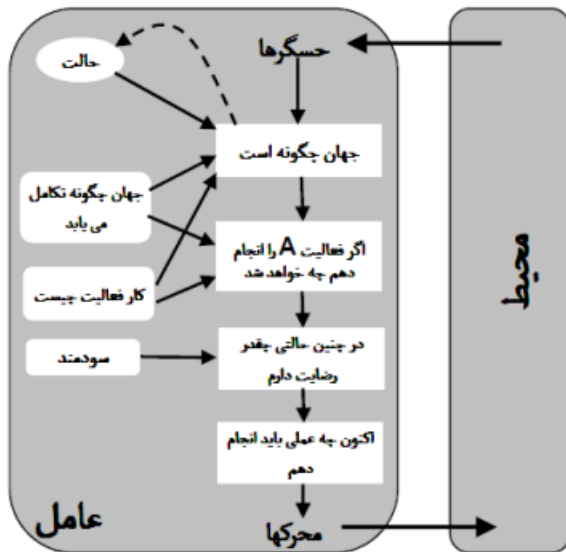 حسگرها
حالت
جهان چگونه است
جهان چگونه تکامل
می یابد
اگر فعالیت A را انجام
دهم چه خواهد شد
کار فعالیت چیست
در چنین حالتی چقدر
رضایت دارم
سودمند
اکنون چه عملی باید انجام
دهم
محرکها
عامل
محیط